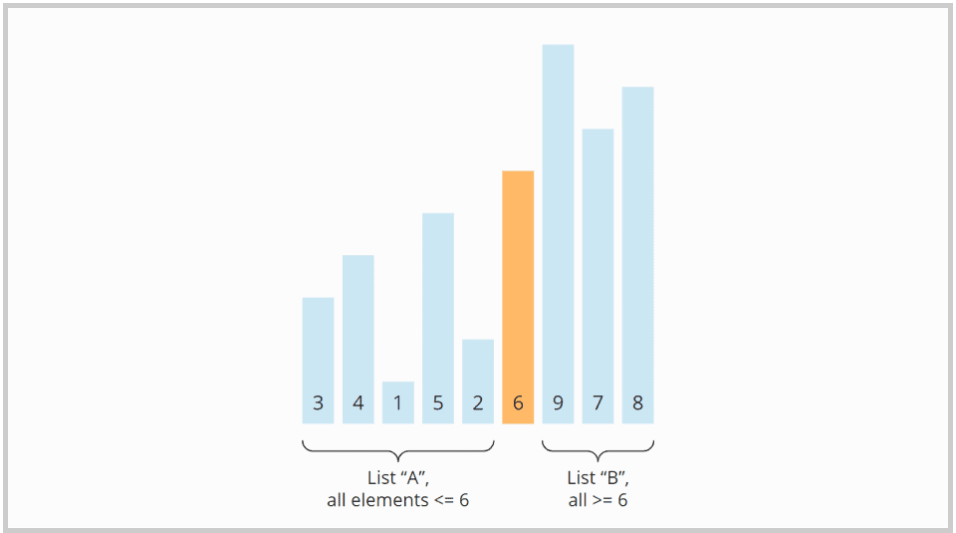 3 4 1 5 2 6 9 7 8
List “A”,
all elements <= 6
List “B”,
all >= 6